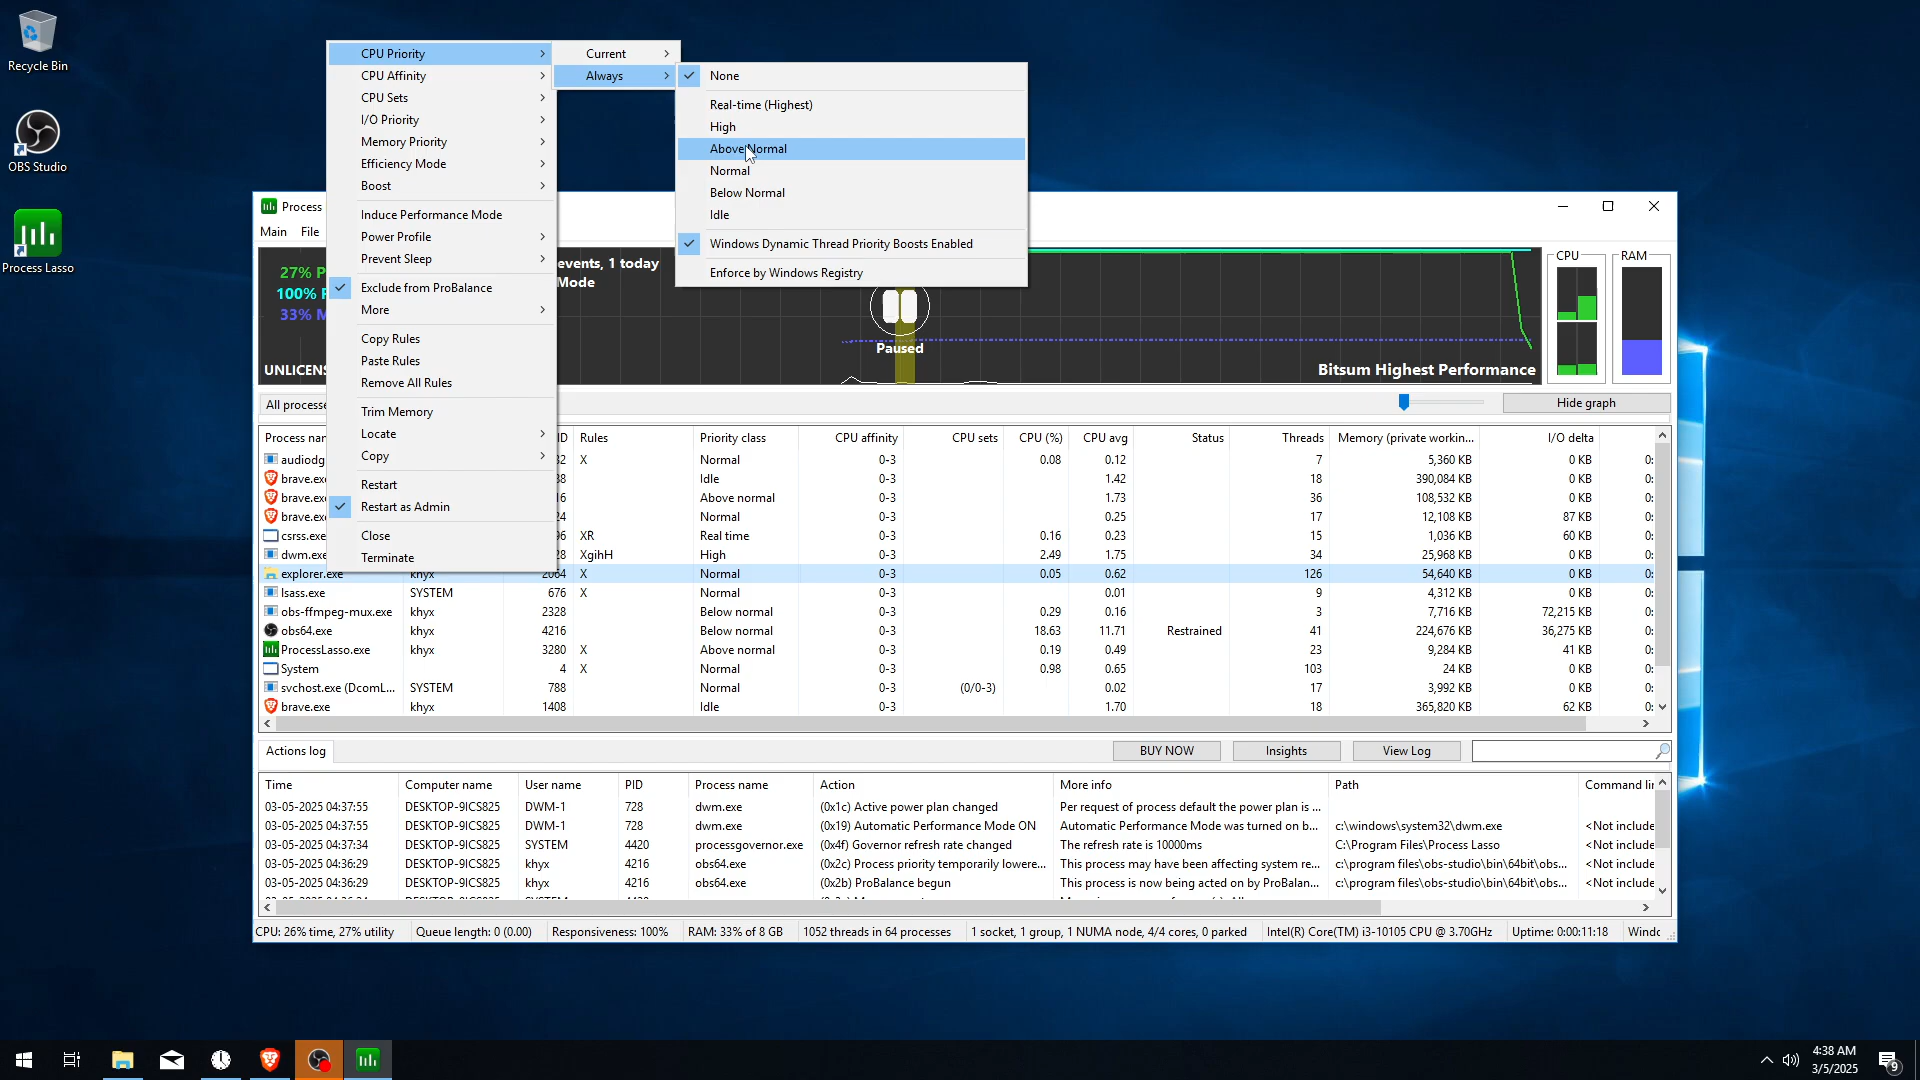 Recycle Bin
OBS Studio
Process Lasso
CPU Priority
CPU Affinity
CPU Sets
I/O Priority
Memory Priority
Efficiency Mode
Boost
Induce Performance Mode
Power Profile
Prevent Sleep
Exclude from ProBalance
More
Copy Rules
Paste Rules
Remove All Rules
Trim Memory
Locate
Copy
Restart
Restart as Admin
Close
Terminate
Current
Always
None
Real-time (Highest)
High
Above Normal
Normal
Below Normal
Idle
Windows Dynamic Thread Priority Boosts Enabled
Enforce by Windows Registry
Process
Main File
27% P
100% 
33% M
UNLICENS
events, 1 today
Mode
Paused
Bitsum Highest Performance
CPU RAM
All processe
Hide graph
Process nar ID Rules Priority class CPU affinity CPU sets CPU (%) CPU avg Status Threads Memory (private workin... I/O delta
audiodg 32 X Normal 0-3 0.08 0.12 7 5,360 KB 0 KB 0:
brave.exe 38 Idle 0-3 1.42 18 390,084 KB 0 KB 0:
brave.exe 16 Above normal 0-3 1.73 36 108,532 KB 0 KB 0:
brave.exe 24 Normal 0-3 0.25 17 12,108 KB 87 KB 0:
csrss.exe 96 XR Real time 0-3 0.16 0.23 15 1,036 KB 60 KB 0:
dwm.exe 28 XgihH High 0-3 2.49 1.75 34 25,968 KB 0 KB 0:
explorer.exe khyx 2064 X Normal 0-3 0.05 0.62 126 54,640 KB 0 KB 0:
lsass.exe SYSTEM 676 X Normal 0-3 0.01 9 4,312 KB 0 KB 0:
obs-ffmpeg-mux.exe khyx 2328 Below normal 0-3 0.29 0.16 3 7,716 KB 72,215 KB 0:
obs64.exe khyx 4216 Below normal 0-3 18.63 11.71 Restrained 41 224,676 KB 36,275 KB 0:
ProcessLasso.exe khyx 3280 X Above normal 0-3 0.19 0.49 23 9,284 KB 41 KB 0:
System 4 X Normal 0-3 0.98 0.65 103 24 KB 0 KB 0:
svchost.exe (DcomL... SYSTEM 788 Normal 0-3 (0/0-3) 0.02 17 3,992 KB 0 KB 0:
brave.exe khyx 1408 Idle 0-3 1.70 18 365,820 KB 62 KB 0:
Actions log BUY NOW Insights View Log
Time Computer name User name PID Process name Action More info Path Command lir
03-05-2025 04:37:55 DESKTOP-9ICS825 DWM-1 728 dwm.exe (0x1c) Active power plan changed Per request of process default the power plan is ...
03-05-2025 04:37:55 DESKTOP-9ICS825 DWM-1 728 dwm.exe (0x19) Automatic Performance Mode ON Automatic Performance Mode was turned on b... c:\windows\system32\dwm.exe <Not include
03-05-2025 04:37:34 DESKTOP-9ICS825 SYSTEM 4420 processgovernor.exe (0x4f) Governor refresh rate changed The refresh rate is 10000ms C:\Program Files\Process Lasso <Not include
03-05-2025 04:36:29 DESKTOP-9ICS825 khyx 4216 obs64.exe (0x2c) Process priority temporarily lowere... This process may have been affecting system re... c:\program files\obs-studio\bin\64bit\obs... <Not include
03-05-2025 04:36:29 DESKTOP-9ICS825 khyx 4216 obs64.exe (0x2b) ProBalance begun This process is now being acted on by ProBalan... c:\program files\obs-studio\bin\64bit\obs... <Not include
CPU: 26% time, 27% utility Queue length: 0 (0.00) Responsiveness: 100% RAM: 33% of 8 GB 1052 threads in 64 processes 1 socket, 1 group, 1 NUMA node, 4/4 cores, 0 parked Intel(R) Core(TM) i3-10105 CPU @ 3.70GHz Uptime: 0:00:11:18 Windc
4:38 AM
3/5/2025
9